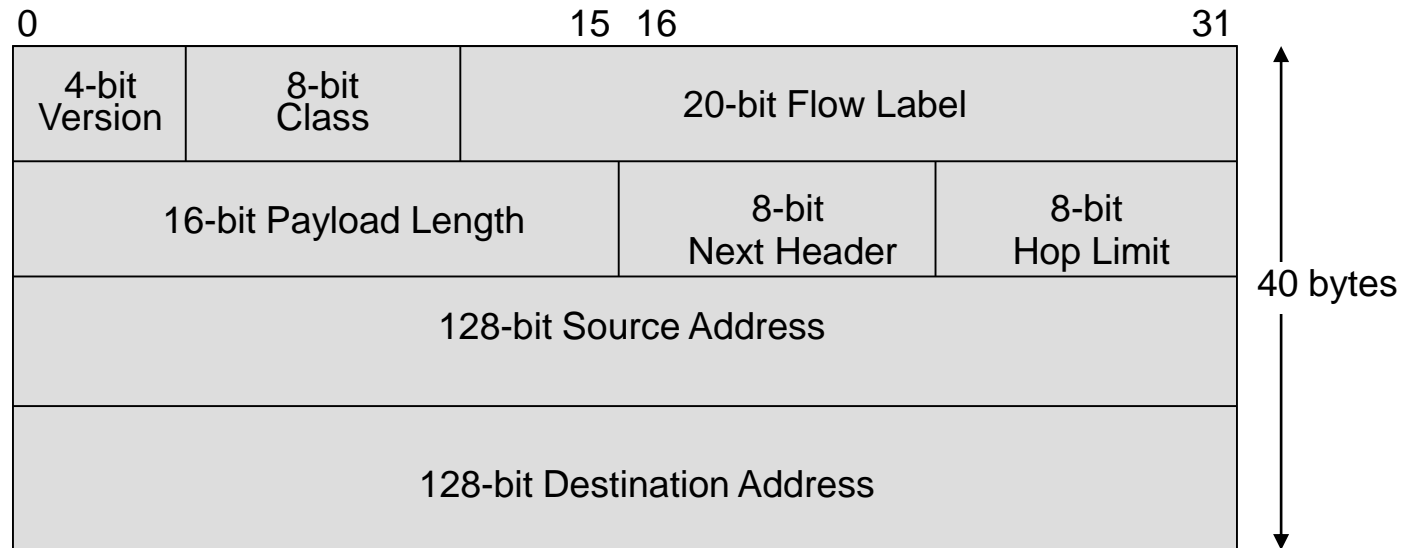 0 15 16 31
4-bit
Version
8-bit
Class
20-bit Flow Label
16-bit Payload Length
8-bit
Next Header
8-bit
Hop Limit
40 bytes
128-bit Source Address
128-bit Destination Address